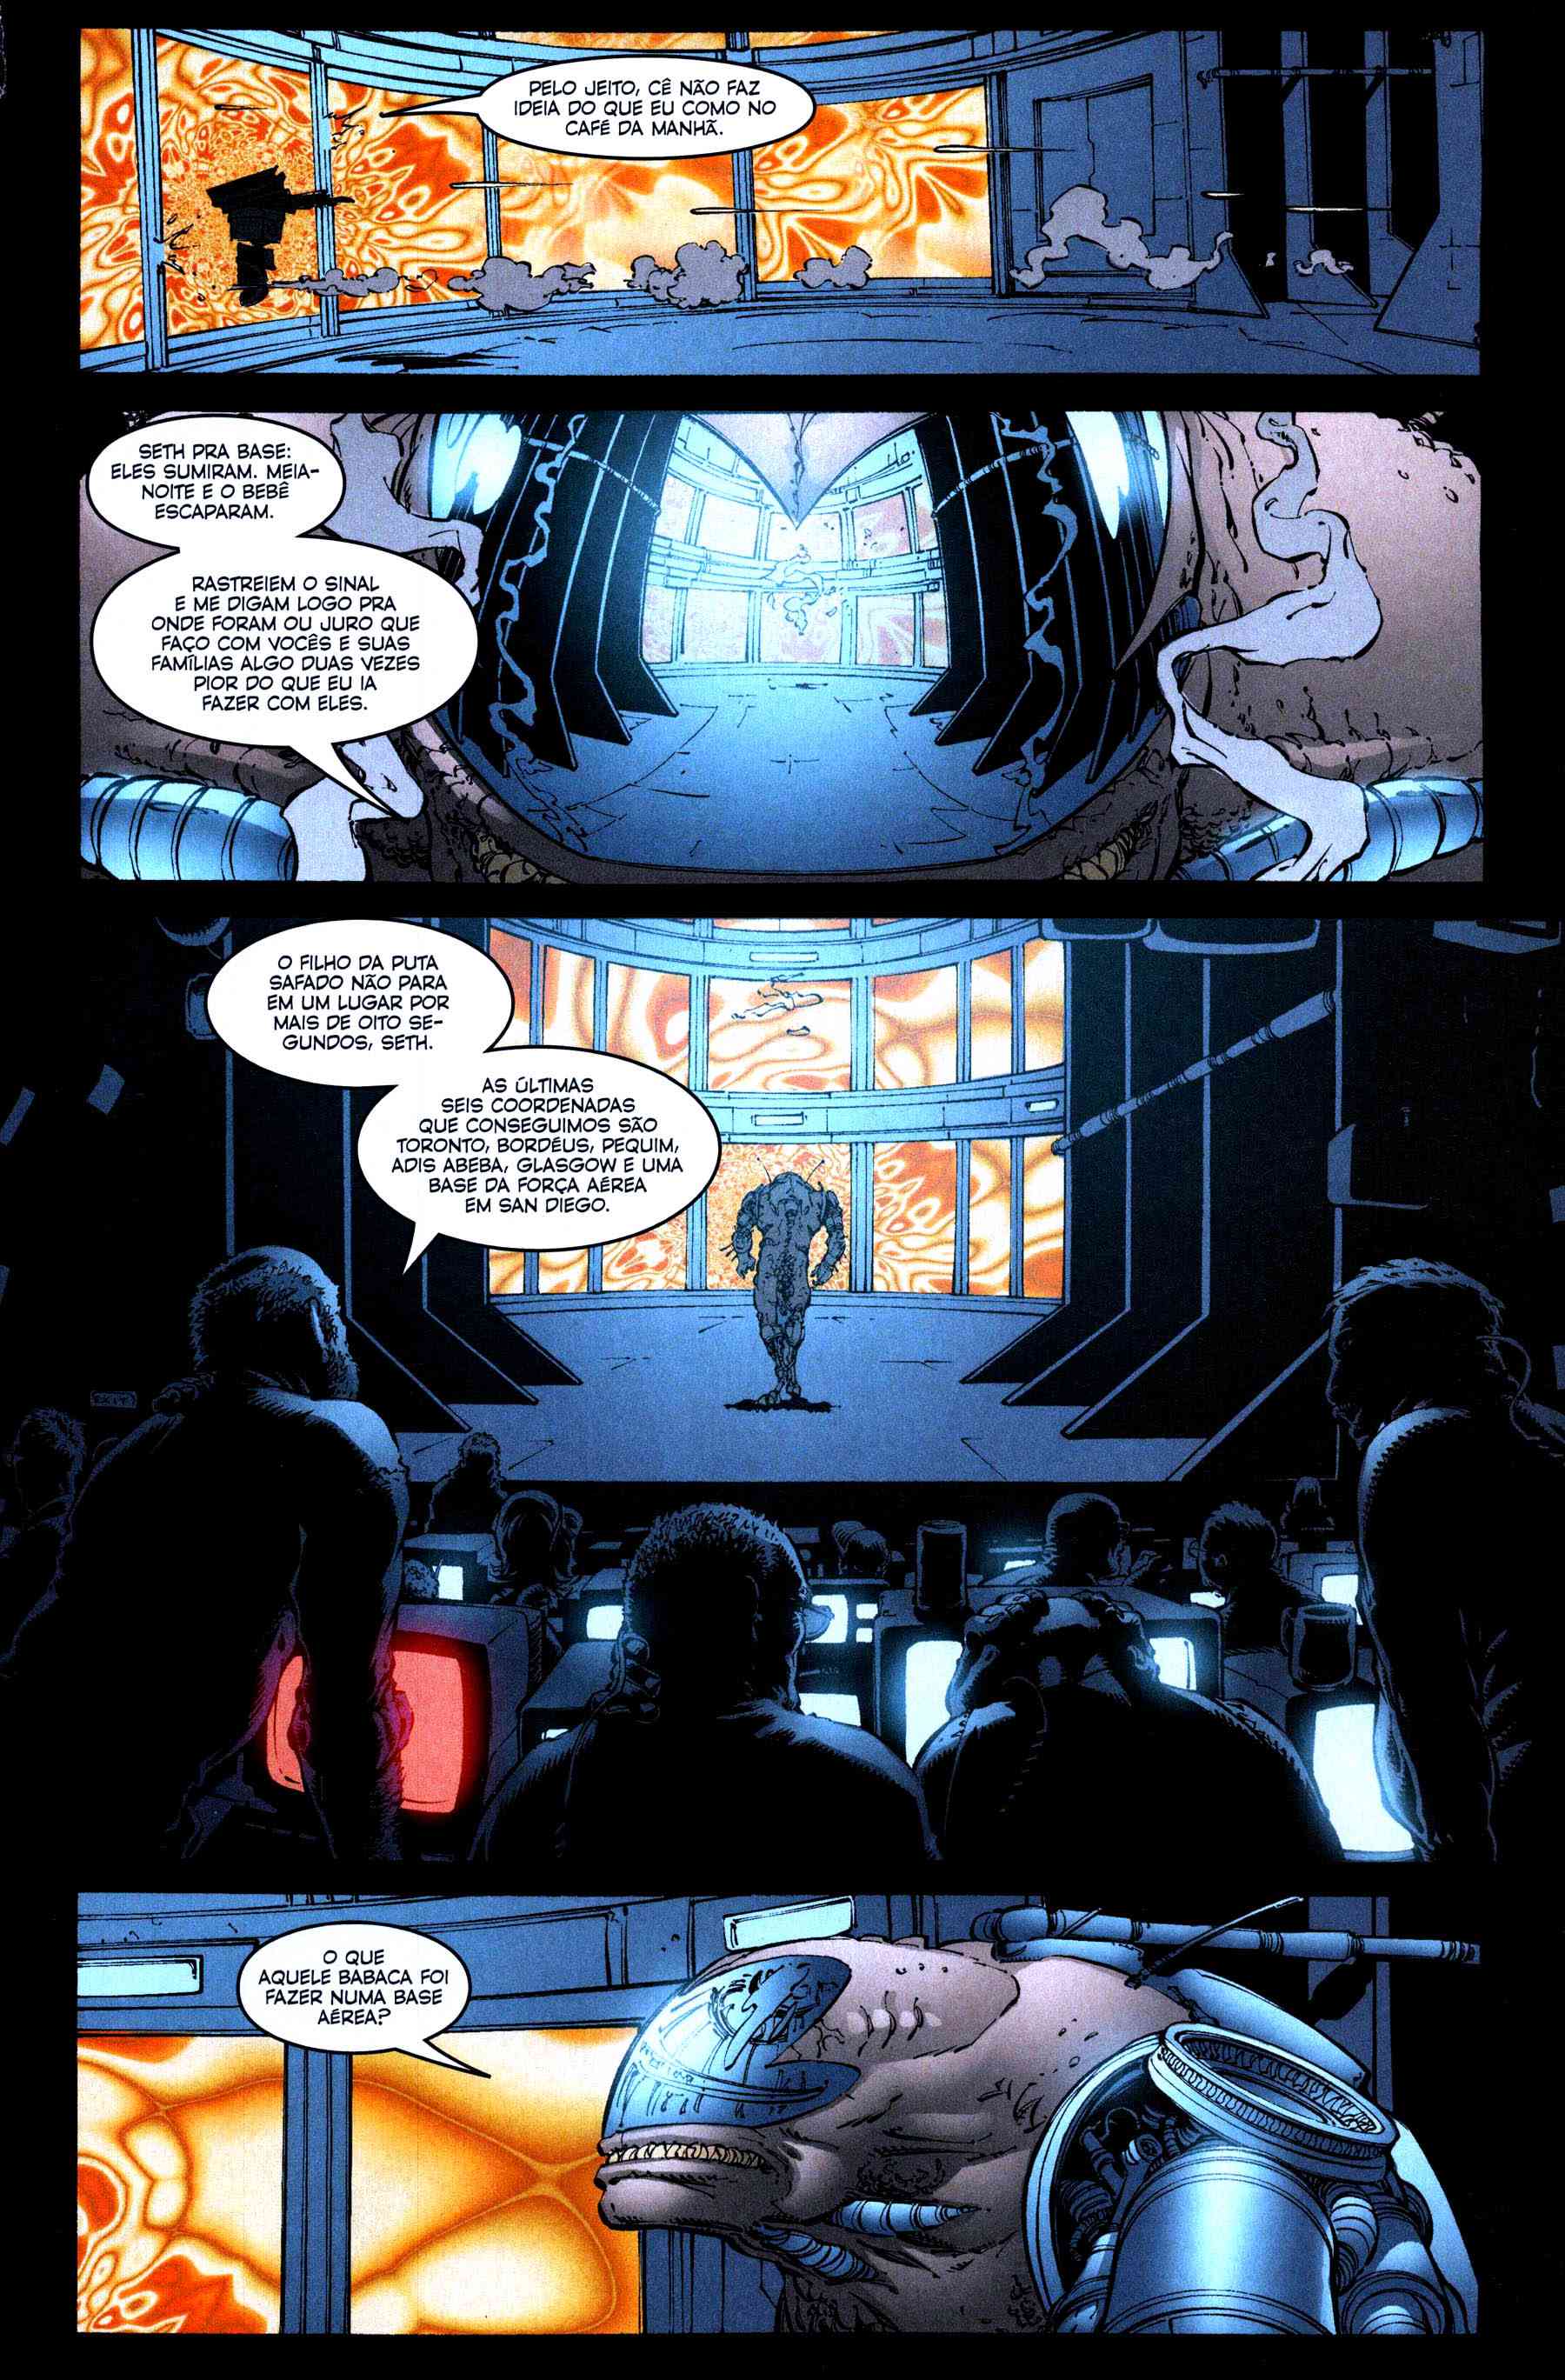 PELO JEITO, CÊ NÃO FAZ
IDEIA DO QUE EU COMO NO
CAFÉ DA MANHÃ.
SETH PRA BASE:
ELES SUMIRAM. MEIA-
NOITE E O BEBÊ
ESCAPARAM.
RASTREIEM O SINAL
E ME DIGAM LOGO PRA
ONDE FORAM OU JURO QUE
FAÇO COM VOCÊS E SUAS
FAMÍLIAS ALGO DUAS VEZES
PIOR DO QUE EU IA
FAZER COM ELES.
O FILHO DA PUTA
SAFADO NÃO PARA
EM UM LUGAR POR
MAIS DE OITO SE-
GUNDOS, SETH.
AS ÚLTIMAS
SEIS COORDENADAS
QUE CONSEGUIMOS SÃO
TORONTO, BORDÉUS, PEQUIM,
ADIS ABEBA, GLASGOW E UMA
BASE DA FORÇA AÉREA
EM SAN DIEGO.
O QUE
AQUELE BABACA FOI
FAZER NUMA BASE
AÉREA?